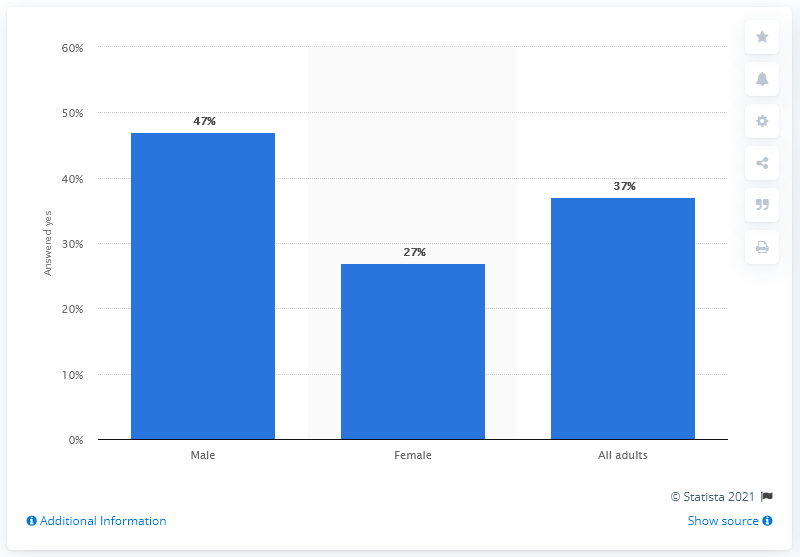 60%
50%
40%
30%
20%
10%
0%
Answered yes
47%
27%
37%
Male
Female
All adults
© Statista 2021
Additional Information
Show source